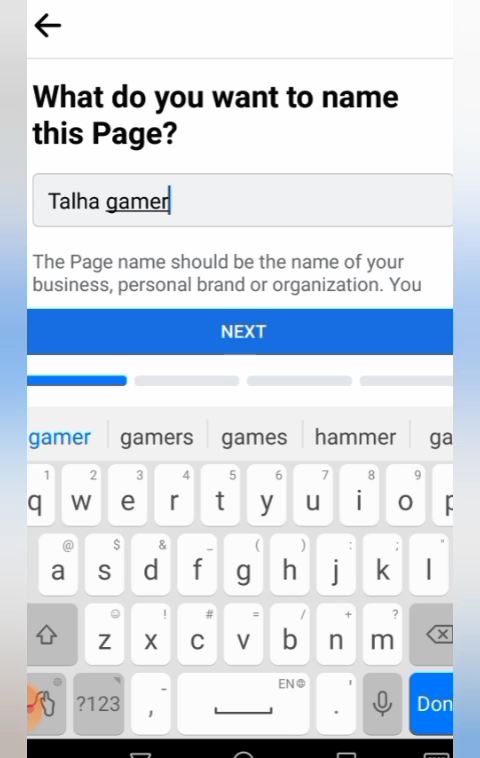 What do you want to name
this Page?
Talha gamer
The Page name should be the name of your
business, personal brand or organization. You
NEXT
gamer gamers games hammer ga
1 2 3 4 5 6 7 8 9
q w e r t y u i o p
@ $ & _ ( ) : ; "
a s d f g h j k l
! # = / + ?
z x c v b n m
?123 , - EN . ' Don